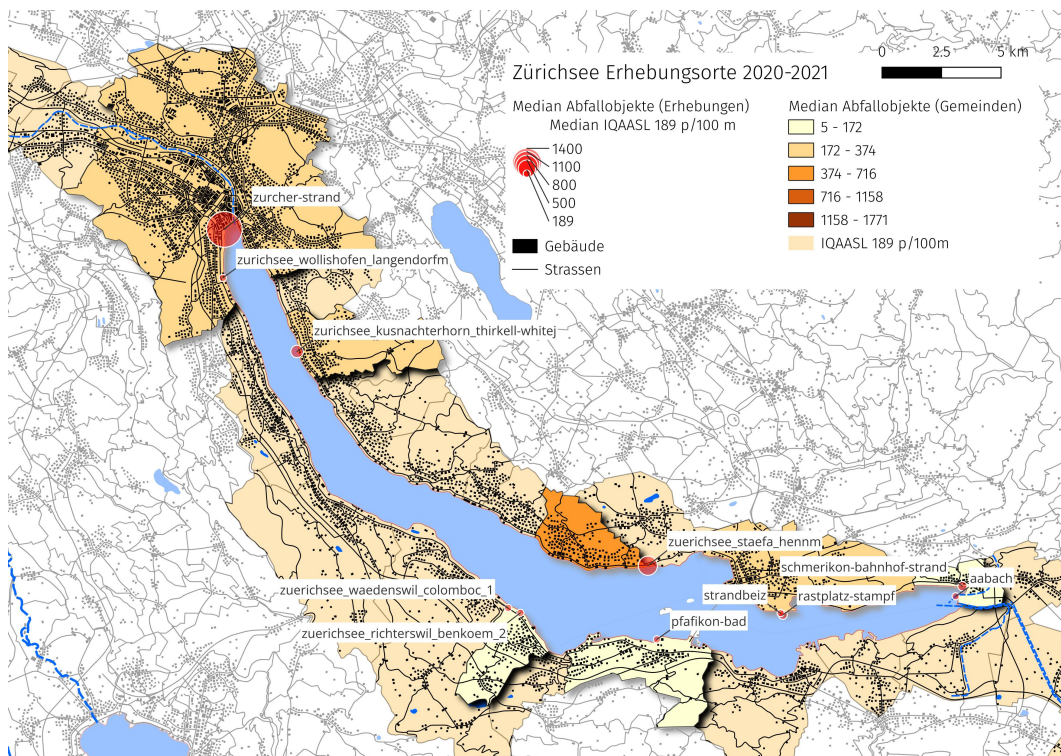 0 2.5 5 km
Zürichsee Erhebungsorte 2020-2021
Median Abfallobjekte (Erhebungen)
Median IQAASL 189 p/100 m
1400
1100
800
500
189
Gebäude
Strassen
Median Abfallobjekte (Gemeinden)
5 - 172
172 - 374
374 - 716
716 - 1158
1158 - 1771
IQAASL 189 p/100m
zurcher-strand
zurichsee_wollishofen_langendorfm
zurichsee_kusnachterhorn_thirkell-whitej
zuerichsee_staefa_hennm
schmerikon-bahnhof-strand
aabach
zuerichsee_waedenswil_colomboc_1
strandbeiz
rastplatz-stampf
pfafikon-bad
zuerichsee_richterswil_benkoem_2